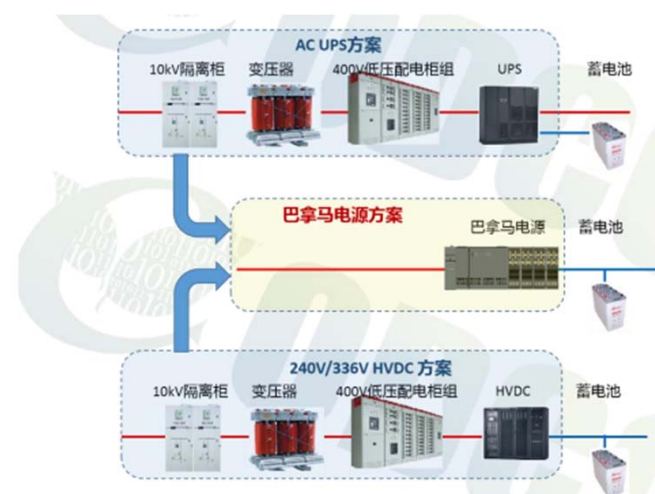 AC UPS方案
10kV隔离柜 变压器 400V低压配电柜组 UPS 蓄电池
巴拿马电源方案
巴拿马电源 蓄电池
240V/336V HVDC 方案
10kV隔离柜 变压器 400V低压配电柜组 HVDC 蓄电池